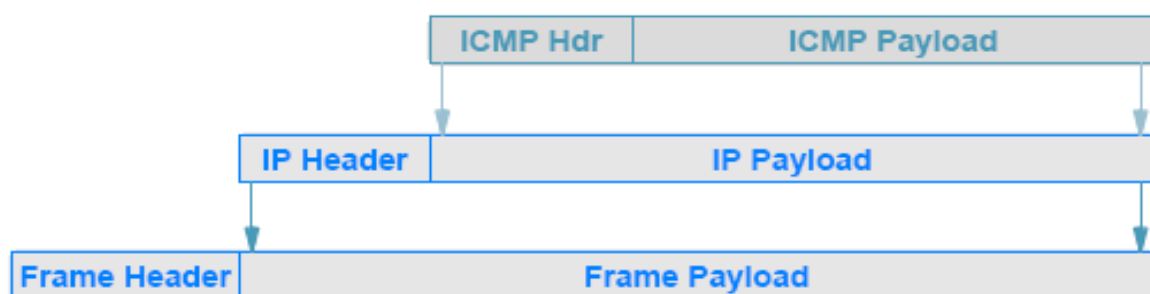 ICMP Hdr ICMP Payload
IP Header IP Payload
Frame Header Frame Payload